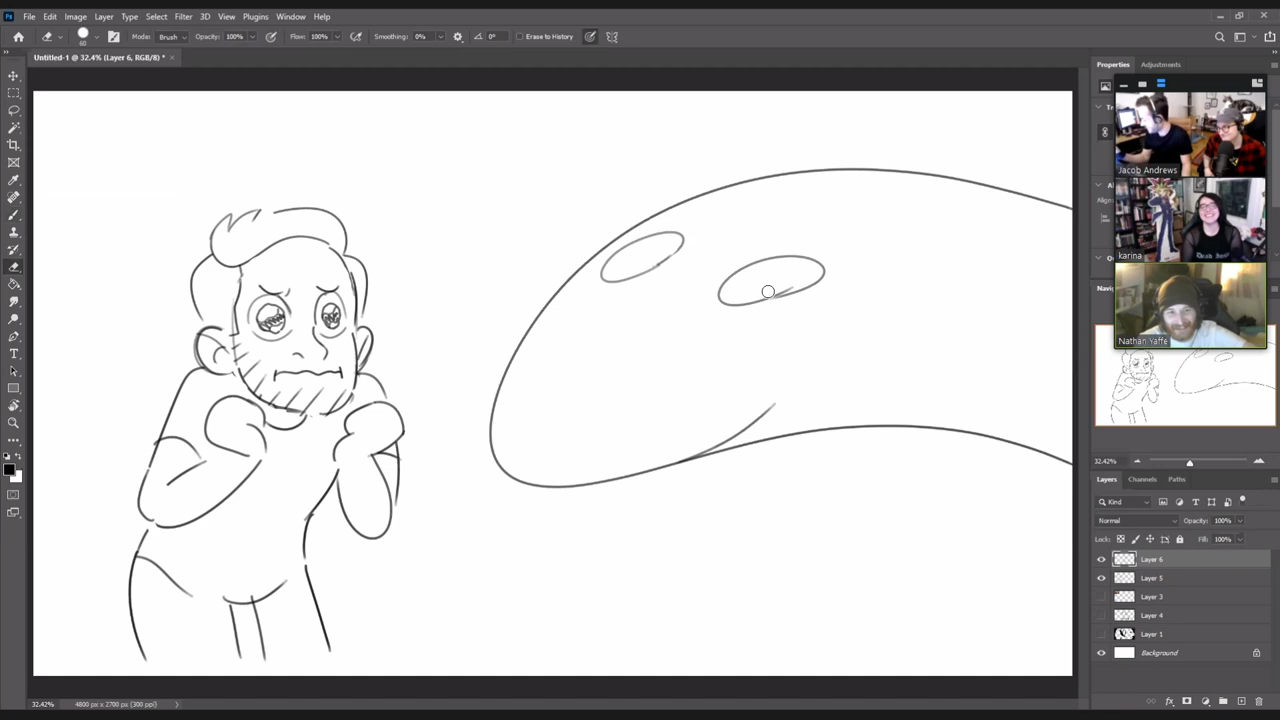 File Edit Image Layer Type Select Filter 3D View Plugins Window Help
60 Mode: Brush Opacity: 100% Flow: 100% Smoothing: 0% 0° Erase to History
Untitled-1 @ 32.4% (Layer 6, RGB/8) *
Properties Adjustments
Jacob Andrews
karina
Nathan Yaffe
32.42%
Layers Channels Paths
Kind
Normal Opacity: 100%
Lock: Fill: 100%
Layer 6
Layer 5
Layer 3
Layer 4
Layer 1
Background
32.42% 4800 px x 2700 px (300 ppi)